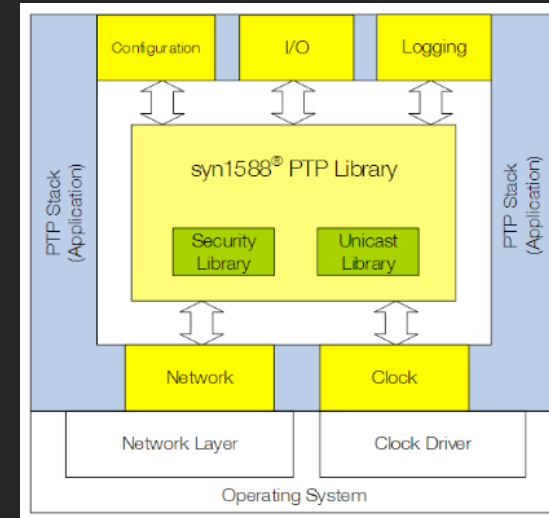 Configuration
I/O
Logging
syn1588® PTP Library
PTP Stack
(Application)
PTP Stack
(Application)
Security
Library
Unicast
Library
Network
Clock
Network Layer
Clock Driver
Operating System